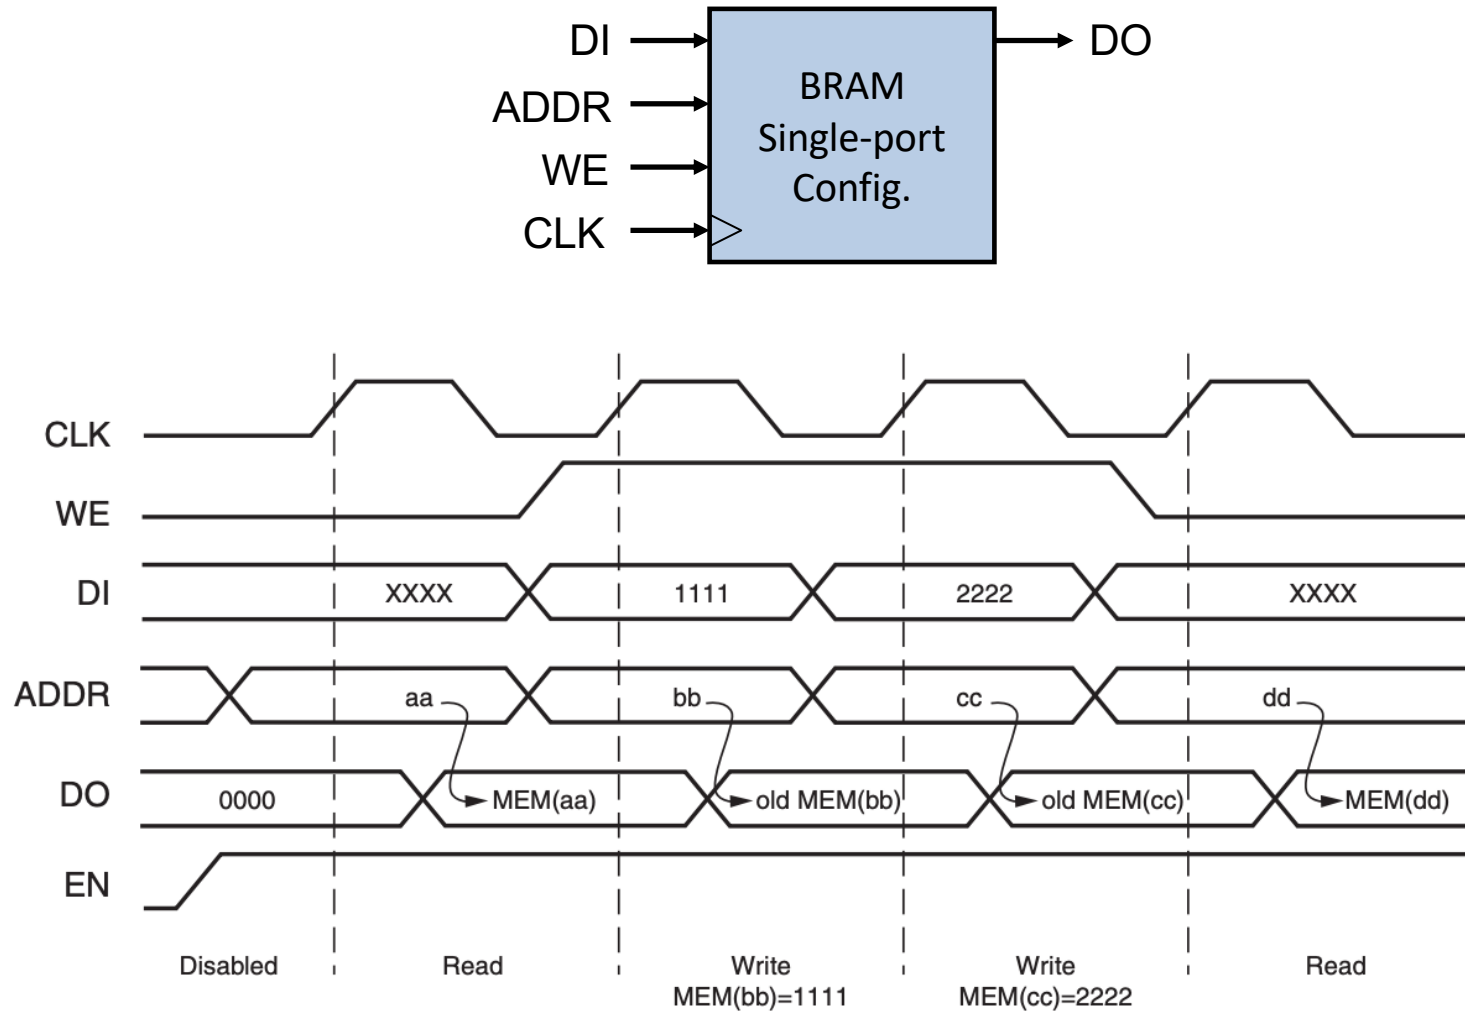 DI
DO
ADDR
WE
CLK
BRAM
Single-port
Config.
CLK
WE
DI XXXX 1111 2222 XXXX
ADDR aa bb cc dd
DO 0000 MEM(aa) old MEM(bb) old MEM(cc) MEM(dd)
EN
Disabled Read Write Write Read
MEM(bb)=1111 MEM(cc)=2222